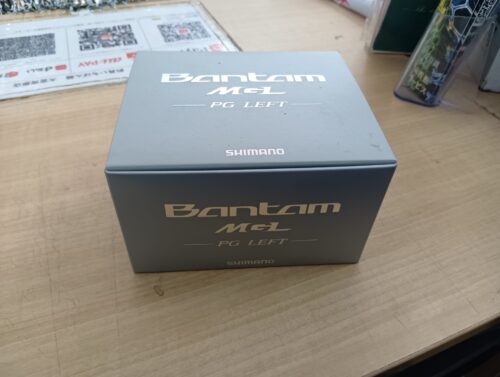 Bantam
MGL
PG LEFT
SHIMANO
Bantam
MGL
PG LEFT
SHIMANO